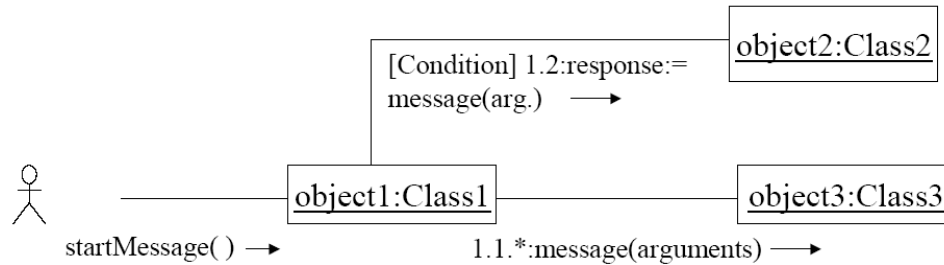 object2:Class2
[Condition] 1.2:response:=
message(arg.)
object1:Class1
object3:Class3
startMessage( )
1.1.*:message(arguments)